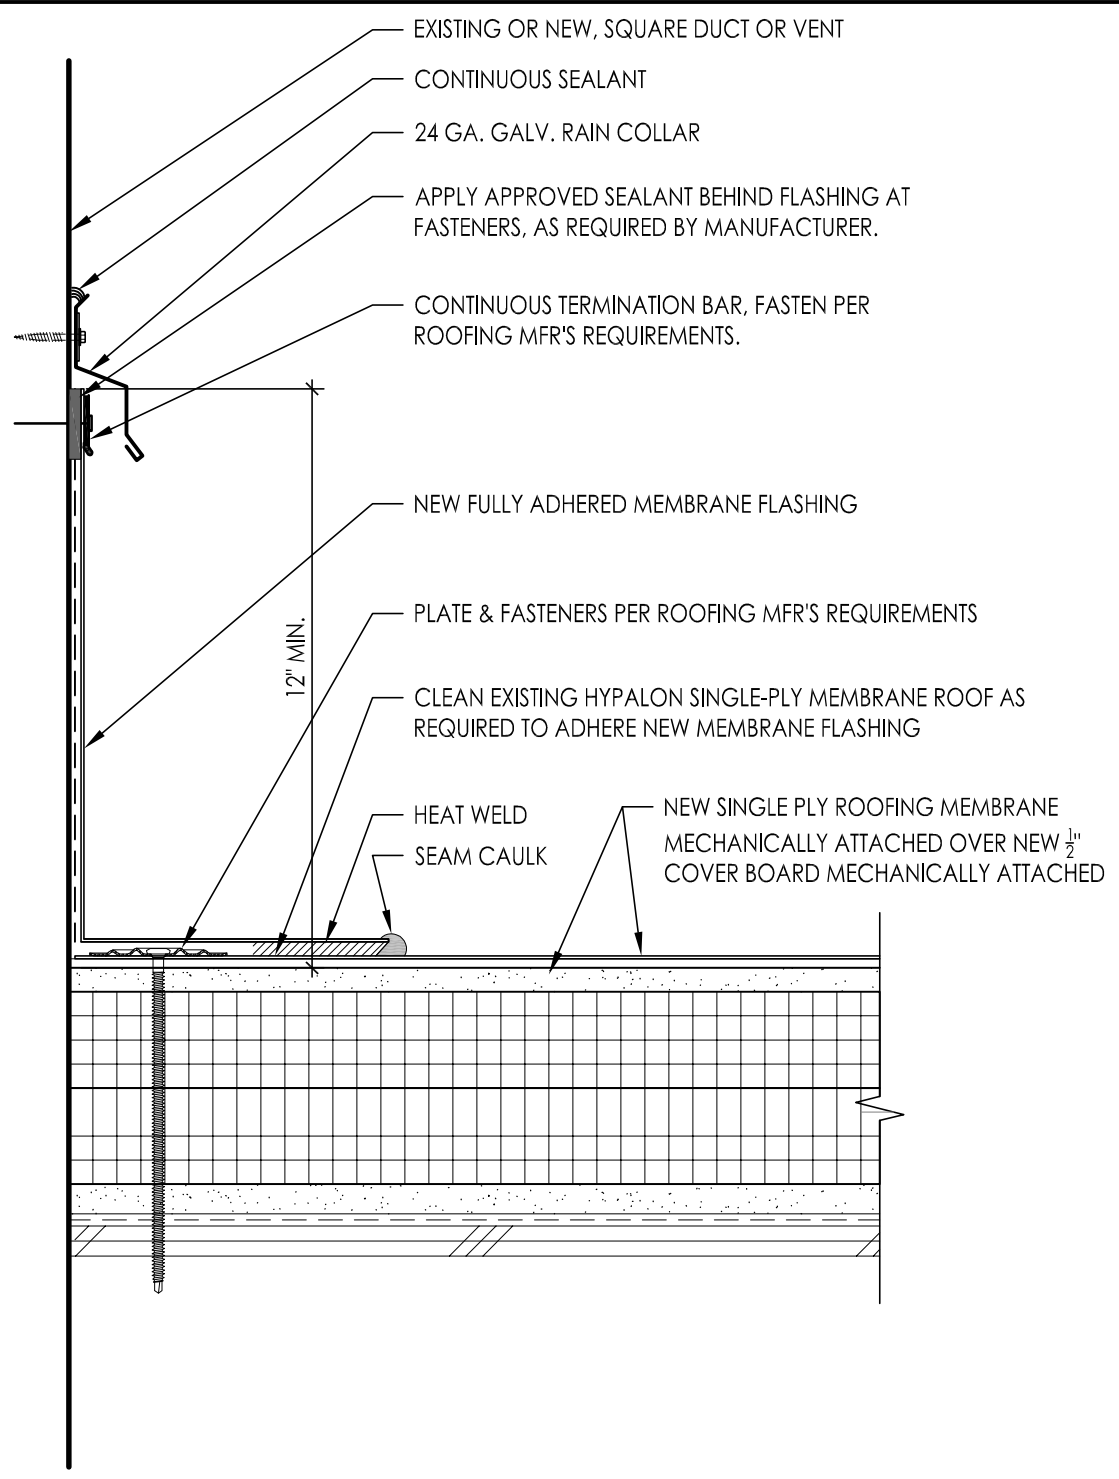 EXISTING OR NEW, SQUARE DUCT OR VENT
CONTINUOUS SEALANT
24 GA. GALV. RAIN COLLAR
APPLY APPROVED SEALANT BEHIND FLASHING AT
FASTENERS, AS REQUIRED BY MANUFACTURER.
CONTINUOUS TERMINATION BAR, FASTEN PER
ROOFING MFR'S REQUIREMENTS.
NEW FULLY ADHERED MEMBRANE FLASHING
PLATE & FASTENERS PER ROOFING MFR'S REQUIREMENTS
12" MIN.
CLEAN EXISTING HYPALON SINGLE-PLY MEMBRANE ROOF AS
REQUIRED TO ADHERE NEW MEMBRANE FLASHING
HEAT WELD
SEAM CAULK
NEW SINGLE PLY ROOFING MEMBRANE
MECHANICALLY ATTACHED OVER NEW 1/2"
COVER BOARD MECHANICALLY ATTACHED